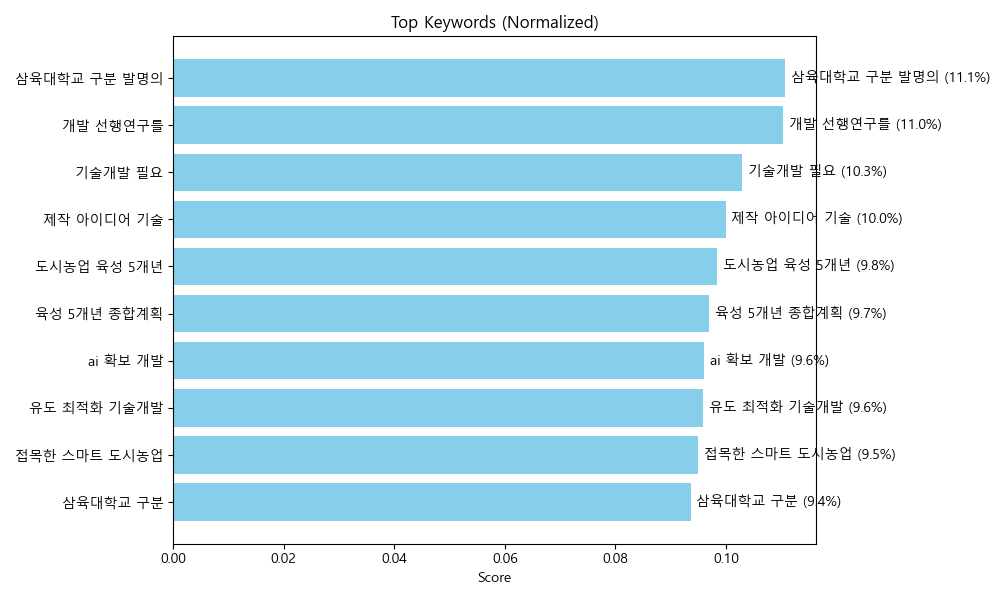 Top Keywords (Normalized)
삼육대학교 구분 발명의 삼육대학교 구분 발명의 (11.1%)
개발 선행연구를 개발 선행연구를 (11.0%)
기술개발 필요 기술개발 필요 (10.3%)
제작 아이디어 기술 제작 아이디어 기술 (10.0%)
도시농업 육성 5개년 도시농업 육성 5개년 (9.8%)
육성 5개년 종합계획 육성 5개년 종합계획 (9.7%)
ai 확보 개발 ai 확보 개발 (9.6%)
유도 최적화 기술개발 유도 최적화 기술개발 (9.6%)
접목한 스마트 도시농업 접목한 스마트 도시농업 (9.5%)
삼육대학교 구분 삼육대학교 구분 (9.4%)
0.00 0.02 0.04 0.06 0.08 0.10
Score